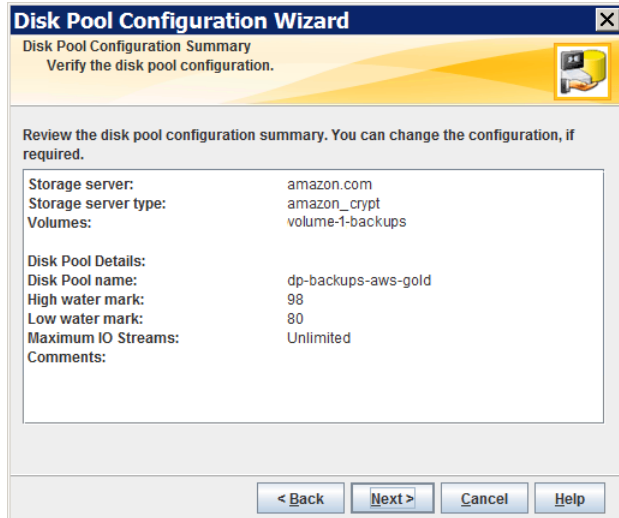 Disk Pool Configuration Wizard
Disk Pool Configuration Summary
Verify the disk pool configuration.
Review the disk pool configuration summary. You can change the configuration, if
required.
Storage server: amazon.com
Storage server type: amazon_crypt
Volumes: volume-1-backups
Disk Pool Details:
Disk Pool name: dp-backups-aws-gold
High water mark: 98
Low water mark: 80
Maximum IO Streams: Unlimited
Comments:
< Back Next > Cancel Help